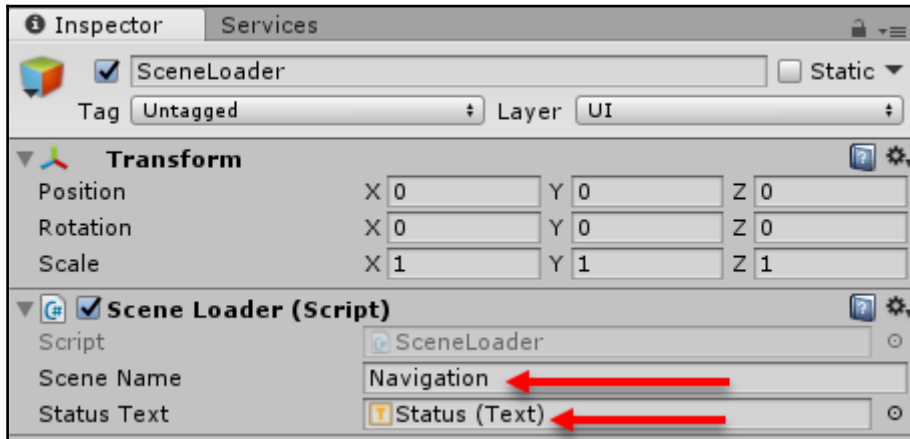 Inspector Services
SceneLoader Static
Tag Untagged Layer UI
Transform
Position X 0 Y 0 Z 0
Rotation X 0 Y 0 Z 0
Scale X 1 Y 1 Z 1
Scene Loader (Script)
Script SceneLoader
Scene Name Navigation
Status Text Status (Text)